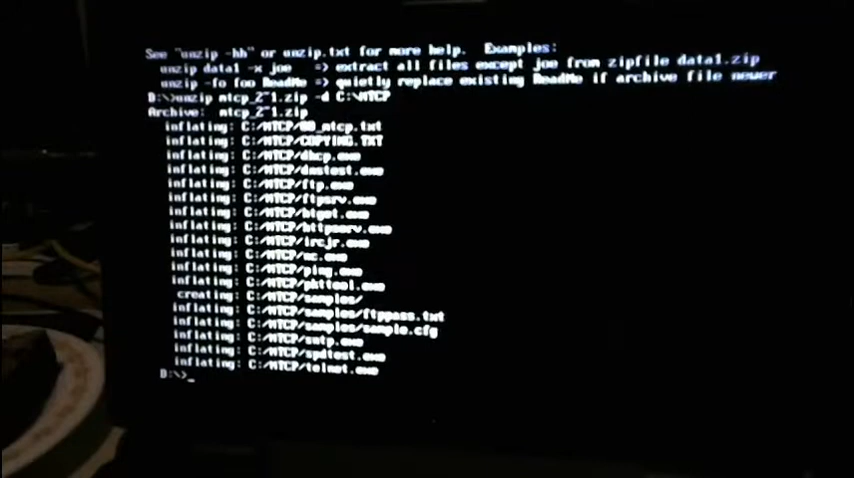 See "unzip -hh" or unzip.txt for more help.  Examples:
unzip data1 -x joe   => extract all files except joe from zipfile data1.zip
unzip -fo foo ReadMe => quietly replace existing ReadMe if archive file newer
D:\>unzip mtcp_2~1.zip -d C:\MTCP
Archive:  mtcp_2~1.zip
inflating: C:/MTCP/00_mtcp.txt
inflating: C:/MTCP/COPYING.TXT
inflating: C:/MTCP/dhcp.exe
inflating: C:/MTCP/dnstest.exe
inflating: C:/MTCP/ftp.exe
inflating: C:/MTCP/ftpsrv.exe
inflating: C:/MTCP/htget.exe
inflating: C:/MTCP/httpserv.exe
inflating: C:/MTCP/ircjr.exe
inflating: C:/MTCP/nc.exe
inflating: C:/MTCP/ping.exe
inflating: C:/MTCP/pkttool.exe
creating: C:/MTCP/samples/
inflating: C:/MTCP/samples/ftppass.txt
inflating: C:/MTCP/samples/sample.cfg
inflating: C:/MTCP/sntp.exe
inflating: C:/MTCP/spdtest.exe
inflating: C:/MTCP/telnet.exe
D:\>_